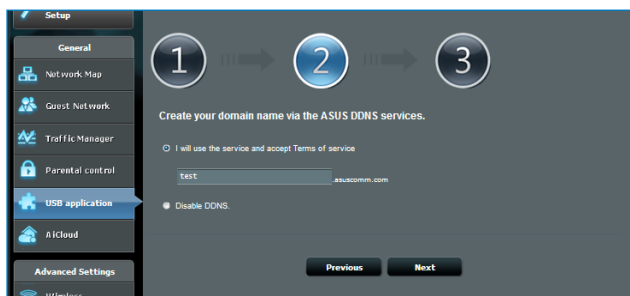 Setup
General
Network Map
Guest Network
Traffic Manager
Parental control
USB application
AiCloud
Advanced Settings
Wireless
1
2
3
Create your domain name via the ASUS DDNS services.
I will use the service and accept Terms of service
test .asuscomm.com
Disable DDNS.
Previous Next